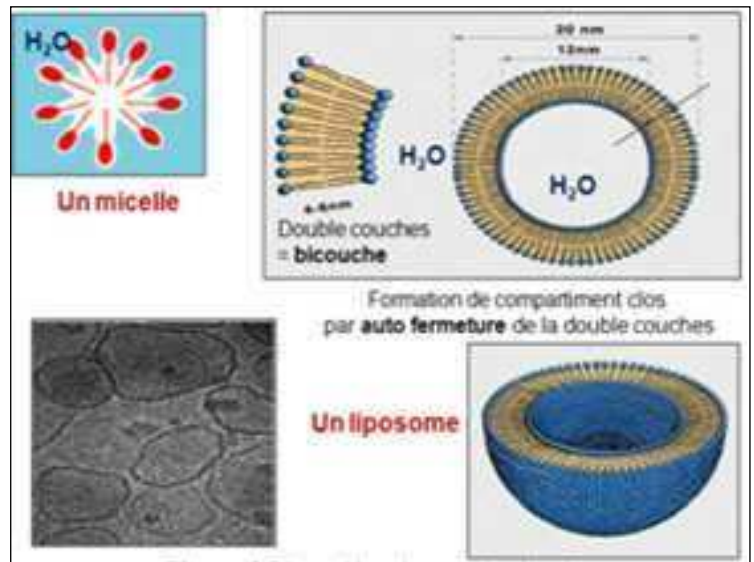 H₂O
Un micelle
20 nm
12nm
H₂O
H₂O
Double couches
= bicouche
Formation de compartiment clos
par auto fermeture de la double couches
Un liposome